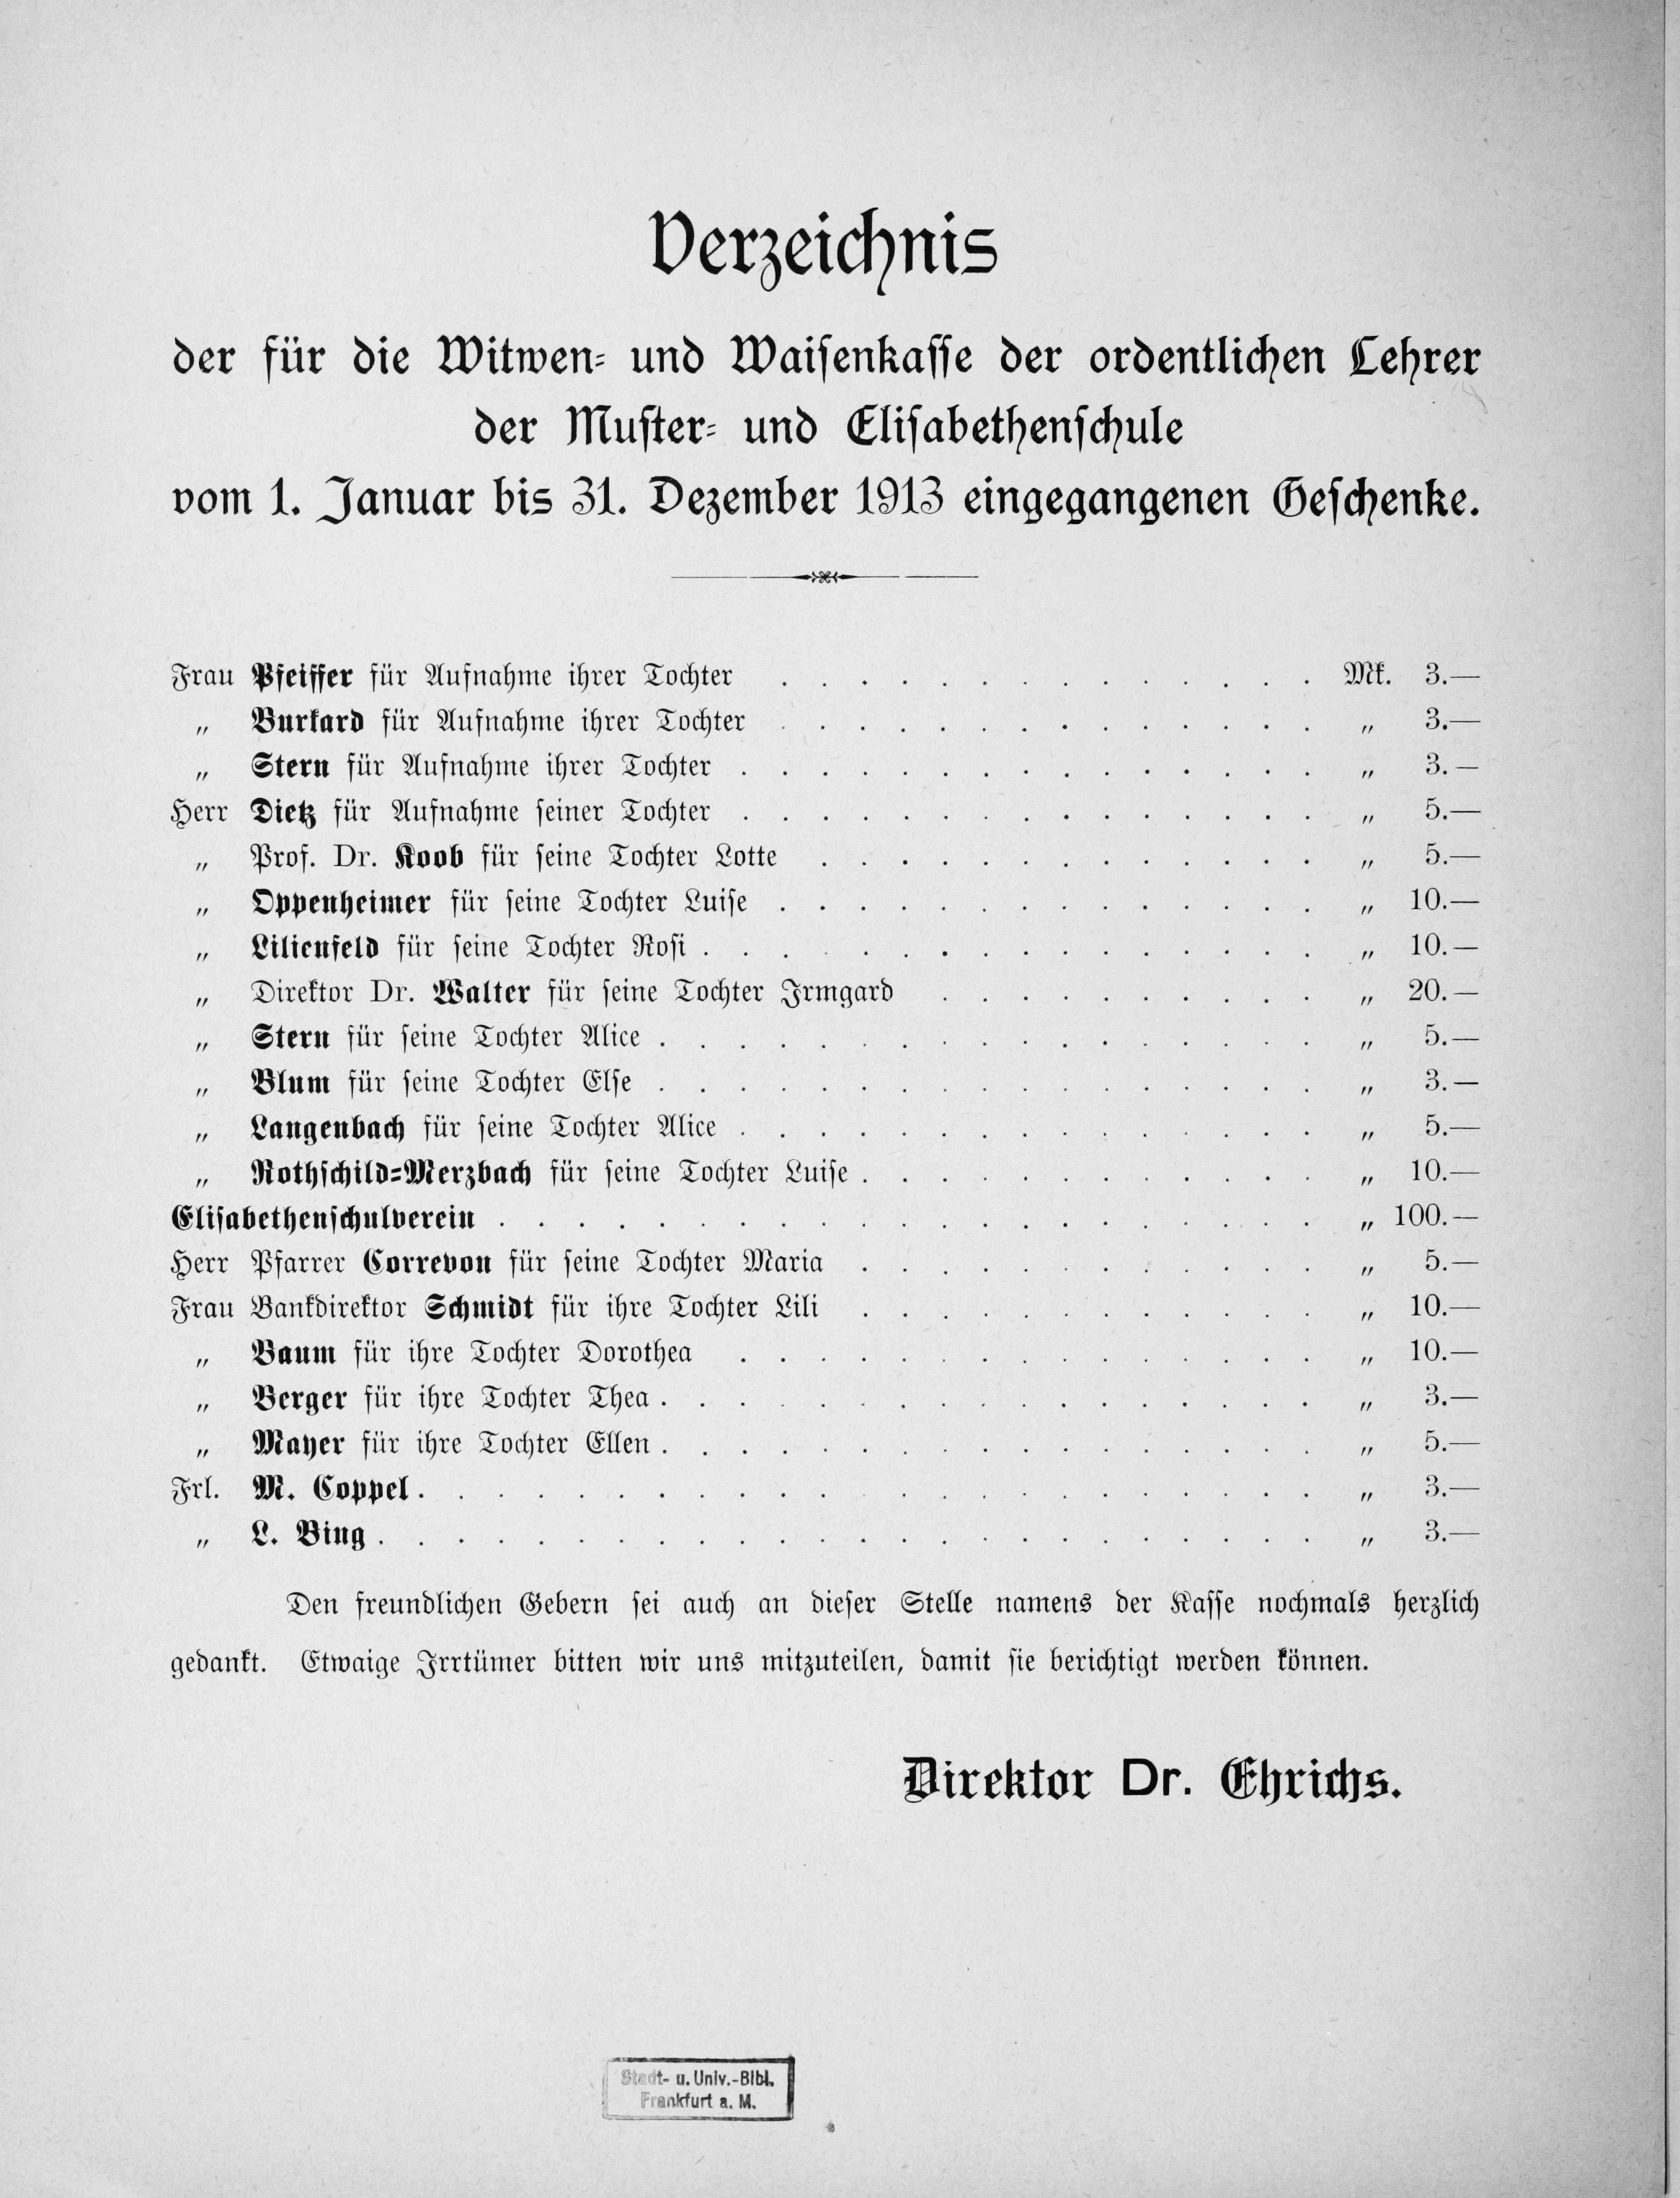 Verzeichnis
der für die Witwen- und Waisenkasse der ordentlichen Lehrer
der Muster- und Elisabethenschule
vom 1. Januar bis 31. Dezember 1913 eingegangenen Geschenke.
Frau Pfeiffer für Aufnahme ihrer Tochter . . . . . . . . . . . . . . Mk. 3.—
„ Burkard für Aufnahme ihrer Tochter . . . . . . . . . . . . . . „ 3.—
„ Stern für Aufnahme ihrer Tochter . . . . . . . . . . . . . . . „ 3.—
Herr Dietz für Aufnahme seiner Tochter . . . . . . . . . . . . . . . „ 5.—
„ Prof. Dr. Koob für seine Tochter Lotte . . . . . . . . . . . . . „ 5.—
„ Oppenheimer für seine Tochter Luise . . . . . . . . . . . . . . „ 10.—
„ Lilienfeld für seine Tochter Rosi . . . . . . . . . . . . . . . . „ 10.—
„ Direktor Dr. Walter für seine Tochter Irmgard . . . . . . . . . . „ 20.—
„ Stern für seine Tochter Alice . . . . . . . . . . . . . . . . . „ 5.—
„ Blum für seine Tochter Else . . . . . . . . . . . . . . . . . „ 3.—
„ Langenbach für seine Tochter Alice . . . . . . . . . . . . . . . „ 5.—
„ Rothschild-Merzbach für seine Tochter Luise . . . . . . . . . . . . „ 10.—
Elisabethenschulverein . . . . . . . . . . . . . . . . . . . . . „ 100.—
Herr Pfarrer Correvon für seine Tochter Maria . . . . . . . . . . . . „ 5.—
Frau Bankdirektor Schmidt für ihre Tochter Lili . . . . . . . . . . . . „ 10.—
„ Baum für ihre Tochter Dorothea . . . . . . . . . . . . . . . „ 10.—
„ Berger für ihre Tochter Thea . . . . . . . . . . . . . . . . . „ 3.—
„ Mayer für ihre Tochter Ellen . . . . . . . . . . . . . . . . . „ 5.—
Frl. M. Coppel . . . . . . . . . . . . . . . . . . . . . . . „ 3.—
„ L. Bing . . . . . . . . . . . . . . . . . . . . . . . . „ 3.—
Den freundlichen Gebern sei auch an dieser Stelle namens der Kasse nochmals herzlich
gedankt. Etwaige Irrtümer bitten wir uns mitzuteilen, damit sie berichtigt werden können.
Direktor Dr. Ehrichs.
Stadt- u. Univ.-Bibl.
Frankfurt a. M.